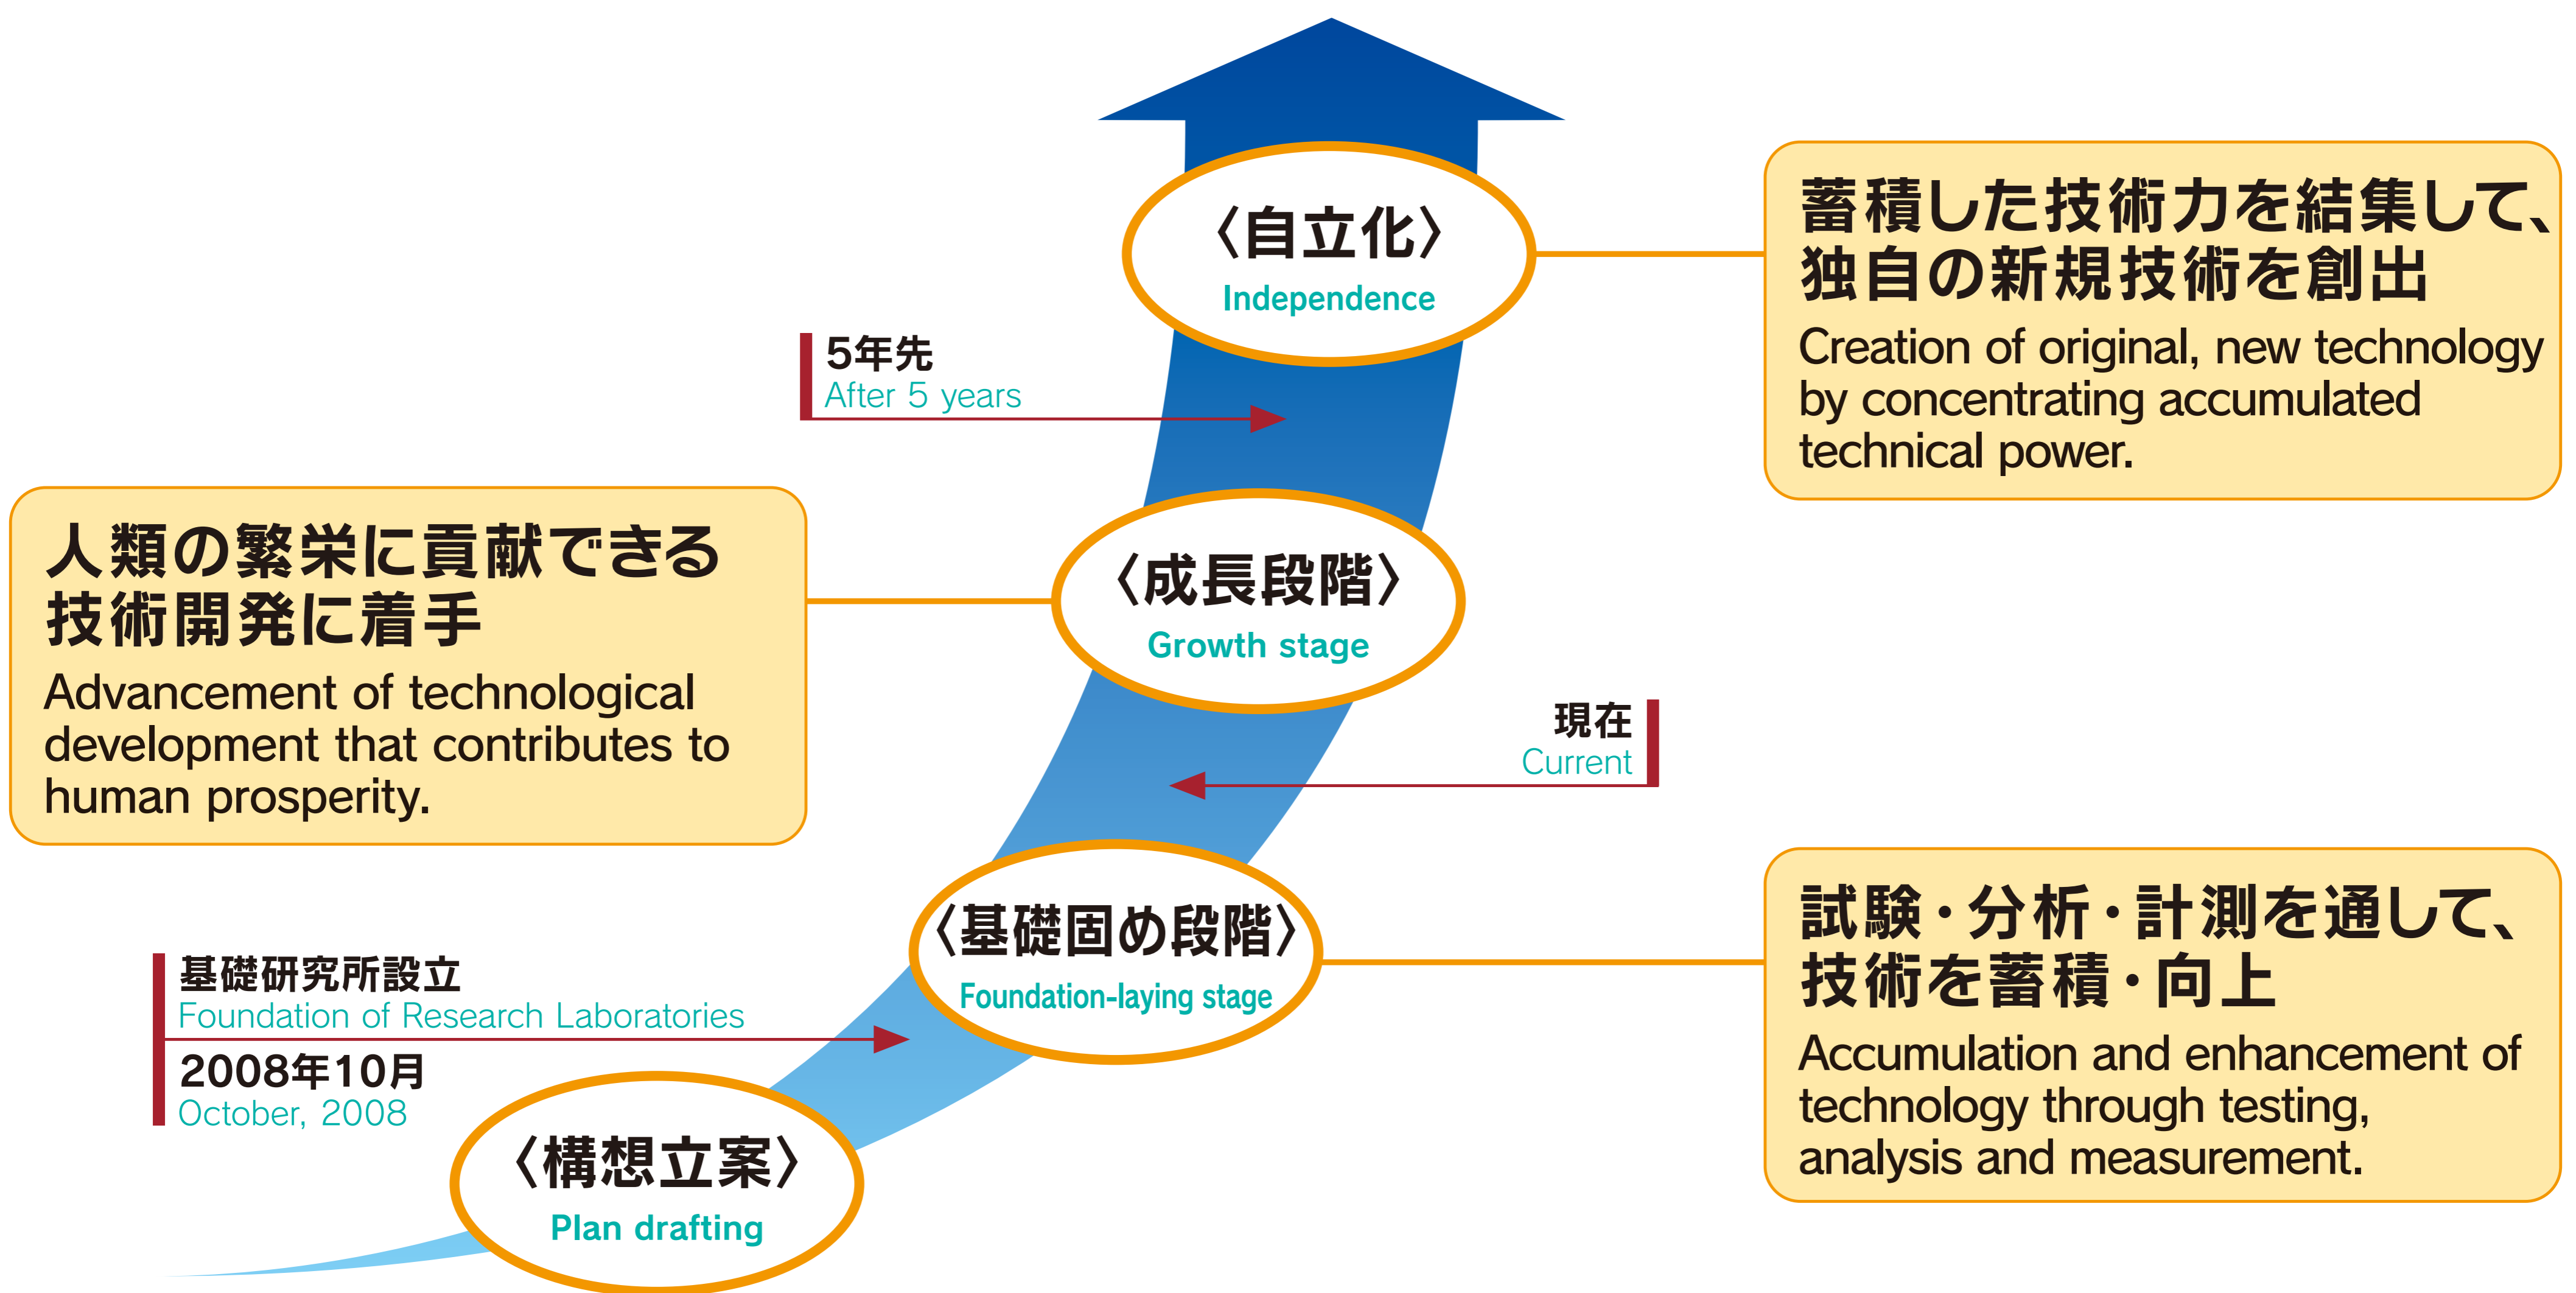 〈自立化〉
Independence
蓄積した技術力を結集して、
独自の新規技術を創出
Creation of original, new technology
by concentrating accumulated
technical power.
5年先
After 5 years
人類の繁栄に貢献できる
技術開発に着手
Advancement of technological
development that contributes to
human prosperity.
〈成長段階〉
Growth stage
現在
Current
〈基礎固め段階〉
Foundation-laying stage
試験・分析・計測を通して、
技術を蓄積・向上
Accumulation and enhancement of
technology through testing,
analysis and measurement.
基礎研究所設立
Foundation of Research Laboratories
2008年10月
October, 2008
〈構想立案〉
Plan drafting